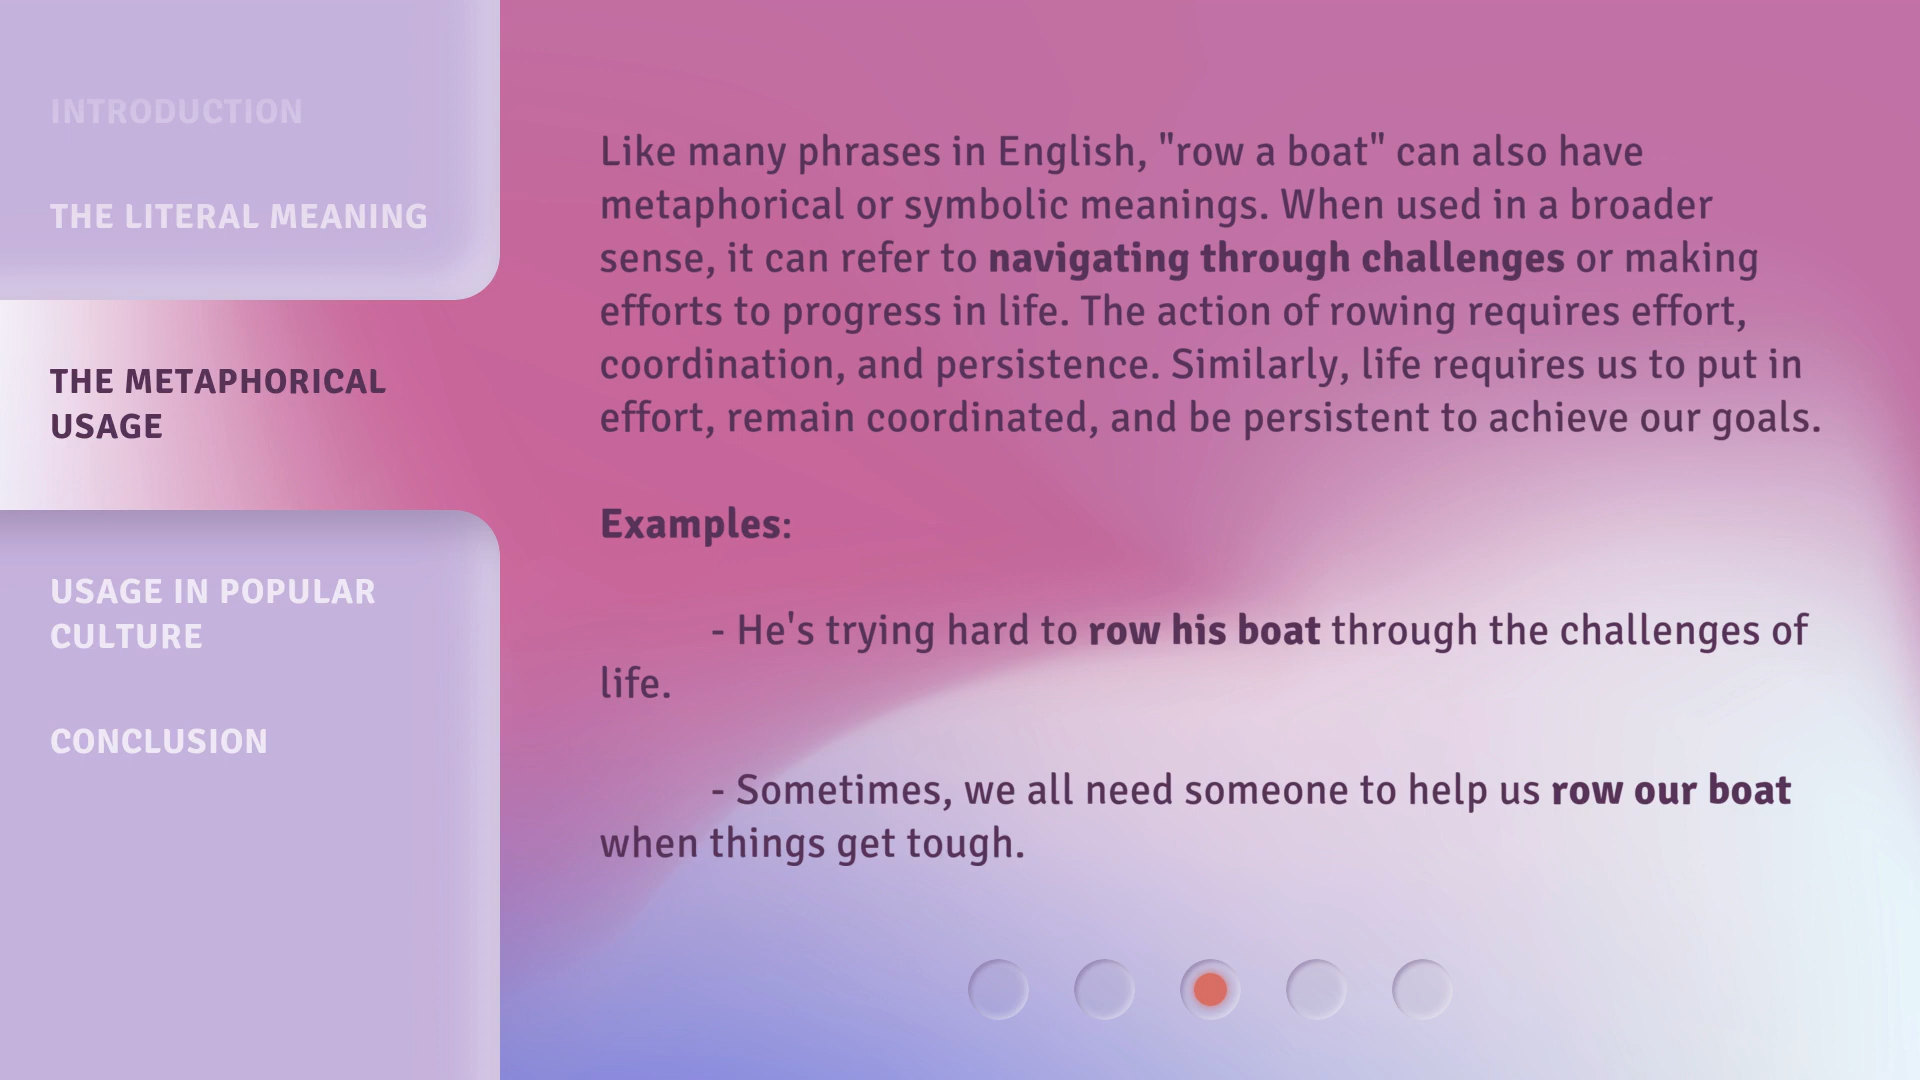 INTRODUCTION
THE LITERAL MEANING
THE METAPHORICAL
USAGE
USAGE IN POPULAR
CULTURE
CONCLUSION
Like many phrases in English, "row a boat" can also have
metaphorical or symbolic meanings. When used in a broader
sense, it can refer to navigating through challenges or making
efforts to progress in life. The action of rowing requires effort,
coordination, and persistence. Similarly, life requires us to put in
effort, remain coordinated, and be persistent to achieve our goals.
Examples:
- He's trying hard to row his boat through the challenges of
life.
- Sometimes, we all need someone to help us row our boat
when things get tough.